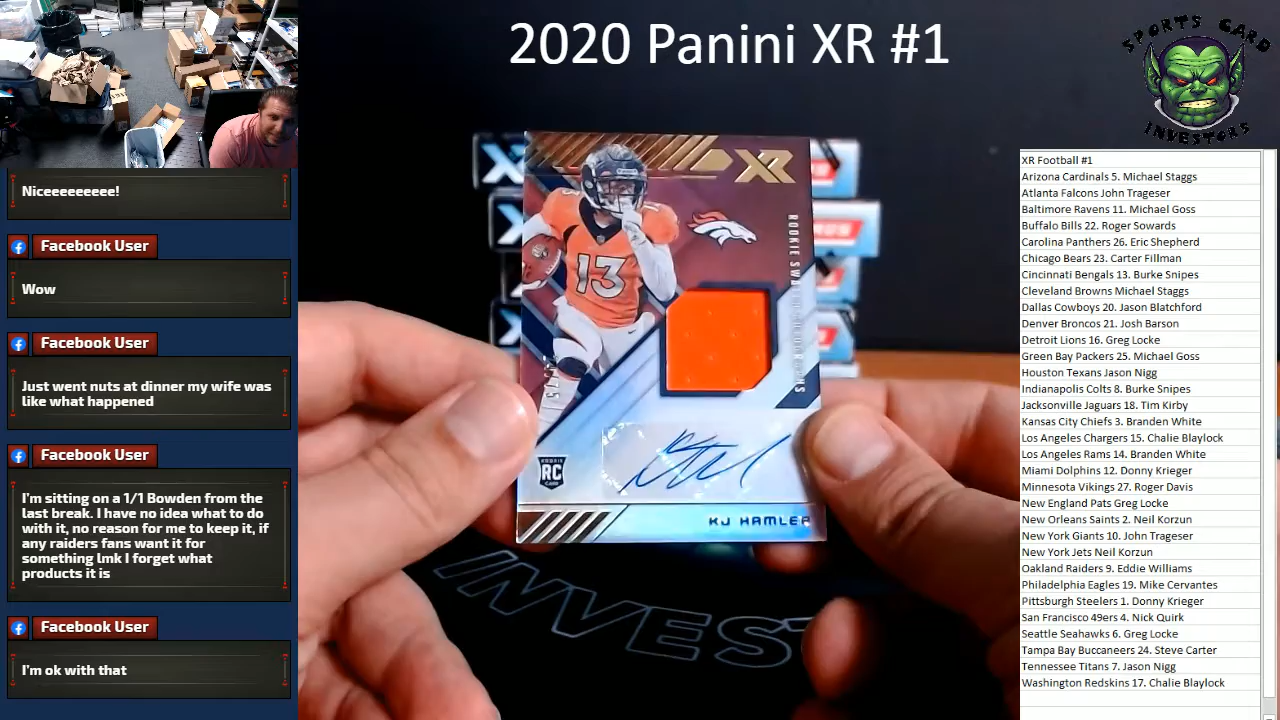 2020 Panini XR #1
SPORTS CARD
INVESTORS
Niceeeeeeeee!
Facebook User
Wow
Facebook User
Just went nuts at dinner my wife was
like what happened
Facebook User
I'm sitting on a 1/1 Bowden from the
last break. I have no idea what to do
with it, no reason for me to keep it, if
any raiders fans want it for
something lmk I forget what
products it is
Facebook User
I'm ok with that
XR
13
ROOKIE
RC
KJ HAMLER
INVEST
XR Football #1
Arizona Cardinals 5. Michael Staggs
Atlanta Falcons John Trageser
Baltimore Ravens 11. Michael Goss
Buffalo Bills 22. Roger Sowards
Carolina Panthers 26. Eric Shepherd
Chicago Bears 23. Carter Fillman
Cincinnati Bengals 13. Burke Snipes
Cleveland Browns Michael Staggs
Dallas Cowboys 20. Jason Blatchford
Denver Broncos 21. Josh Barson
Detroit Lions 16. Greg Locke
Green Bay Packers 25. Michael Goss
Houston Texans Jason Nigg
Indianapolis Colts 8. Burke Snipes
Jacksonville Jaguars 18. Tim Kirby
Kansas City Chiefs 3. Branden White
Los Angeles Chargers 15. Chalie Blaylock
Los Angeles Rams 14. Branden White
Miami Dolphins 12. Donny Krieger
Minnesota Vikings 27. Roger Davis
New England Pats Greg Locke
New Orleans Saints 2. Neil Korzun
New York Giants 10. John Trageser
New York Jets Neil Korzun
Oakland Raiders 9. Eddie Williams
Philadelphia Eagles 19. Mike Cervantes
Pittsburgh Steelers 1. Donny Krieger
San Francisco 49ers 4. Nick Quirk
Seattle Seahawks 6. Greg Locke
Tampa Bay Buccaneers 24. Steve Carter
Tennessee Titans 7. Jason Nigg
Washington Redskins 17. Chalie Blaylock